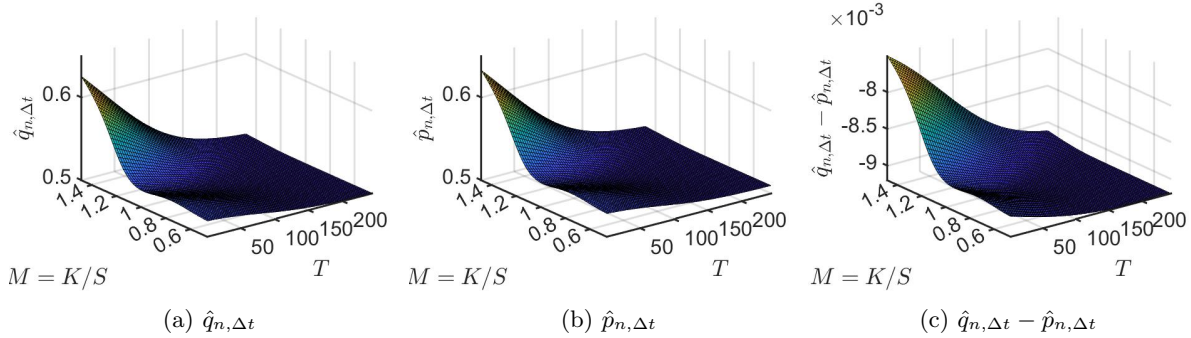 ×10⁻³
q̂n,Δt
0.6
0.5
1.4
1.2
1
0.8
0.6
50
100
150
200
M = K/S
T
(a) q̂n,Δt
p̂n,Δt
0.6
0.5
1.4
1.2
1
0.8
0.6
50
100
150
200
M = K/S
T
(b) p̂n,Δt
q̂n,Δt − p̂n,Δt
-8
-8.5
-9
1.4
1.2
1
0.8
0.6
50
100
150
200
M = K/S
T
(c) q̂n,Δt − p̂n,Δt